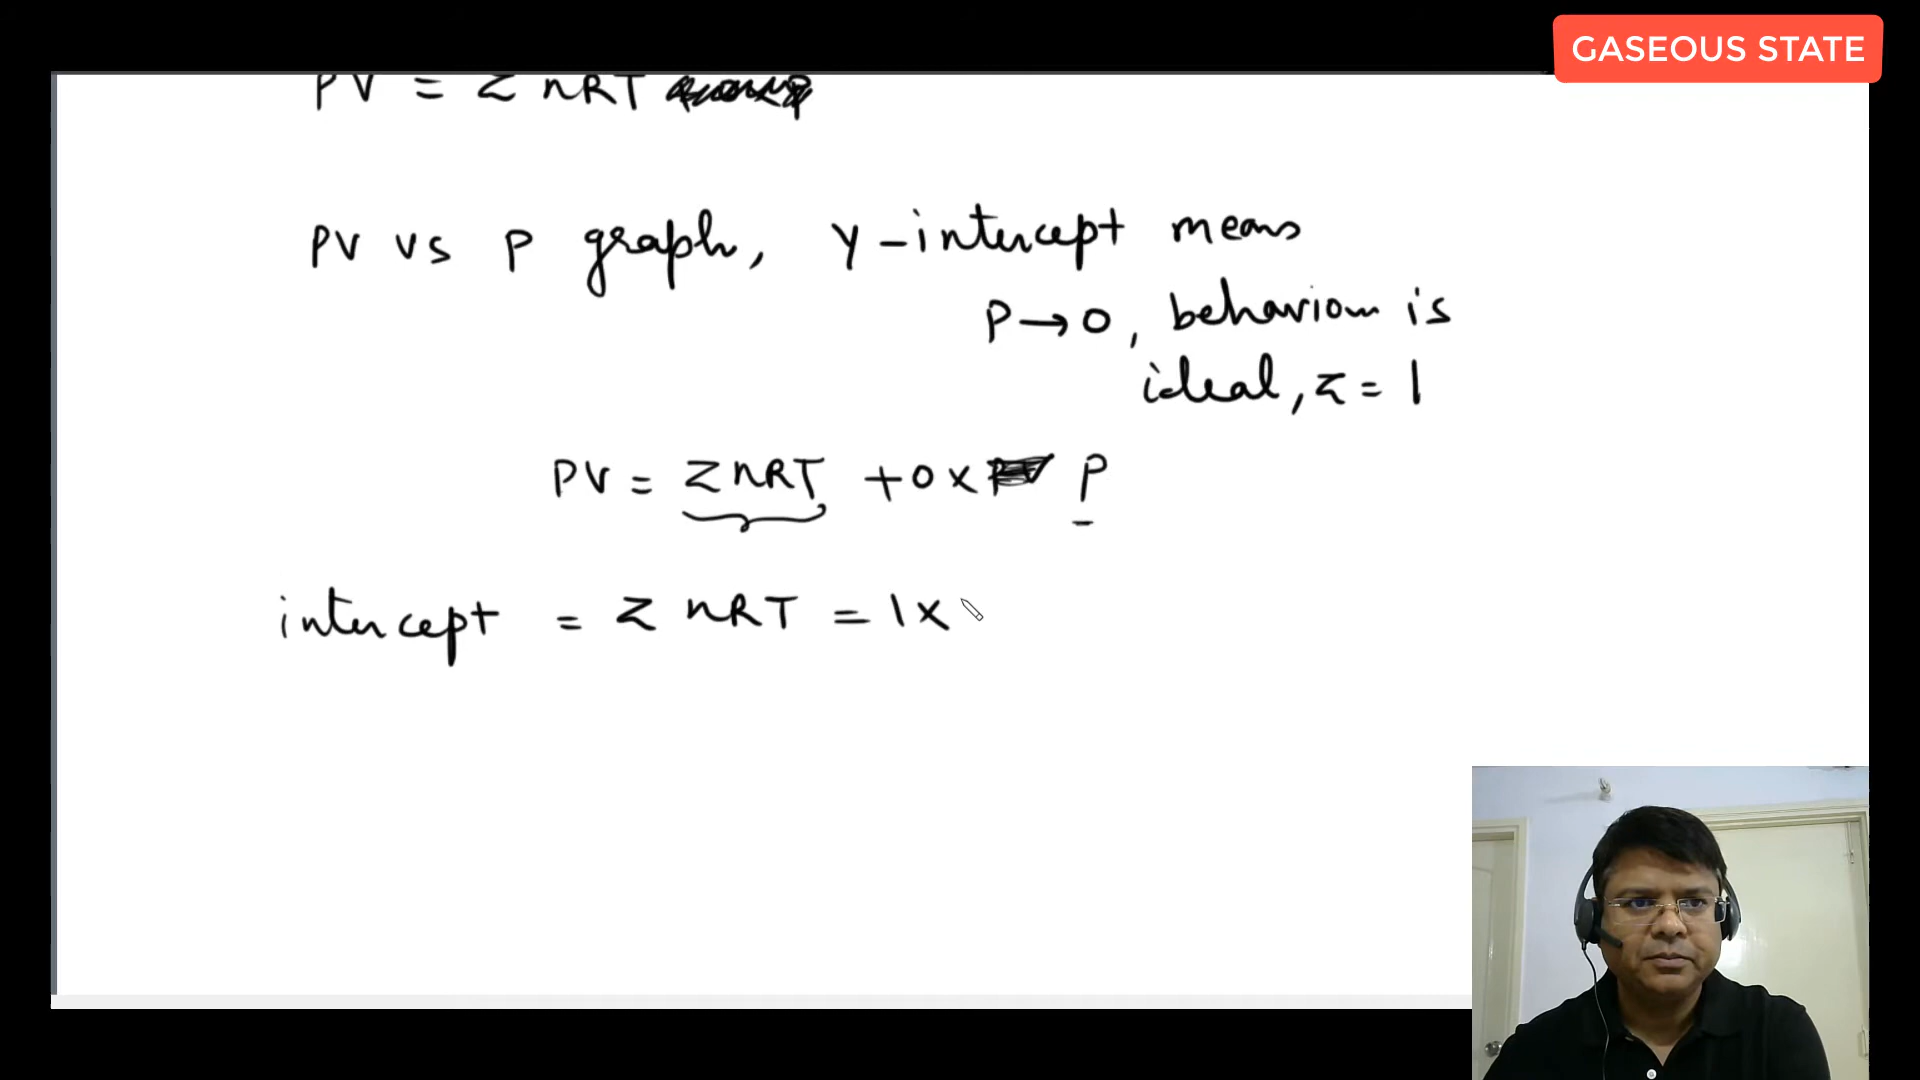 GASEOUS STATE
PV = Z nRT
PV vs P graph, Y-intercept means
P → 0, behaviour is
ideal, Z = 1
PV = ZnRT + 0 x P
intercept = Z nRT = 1 x